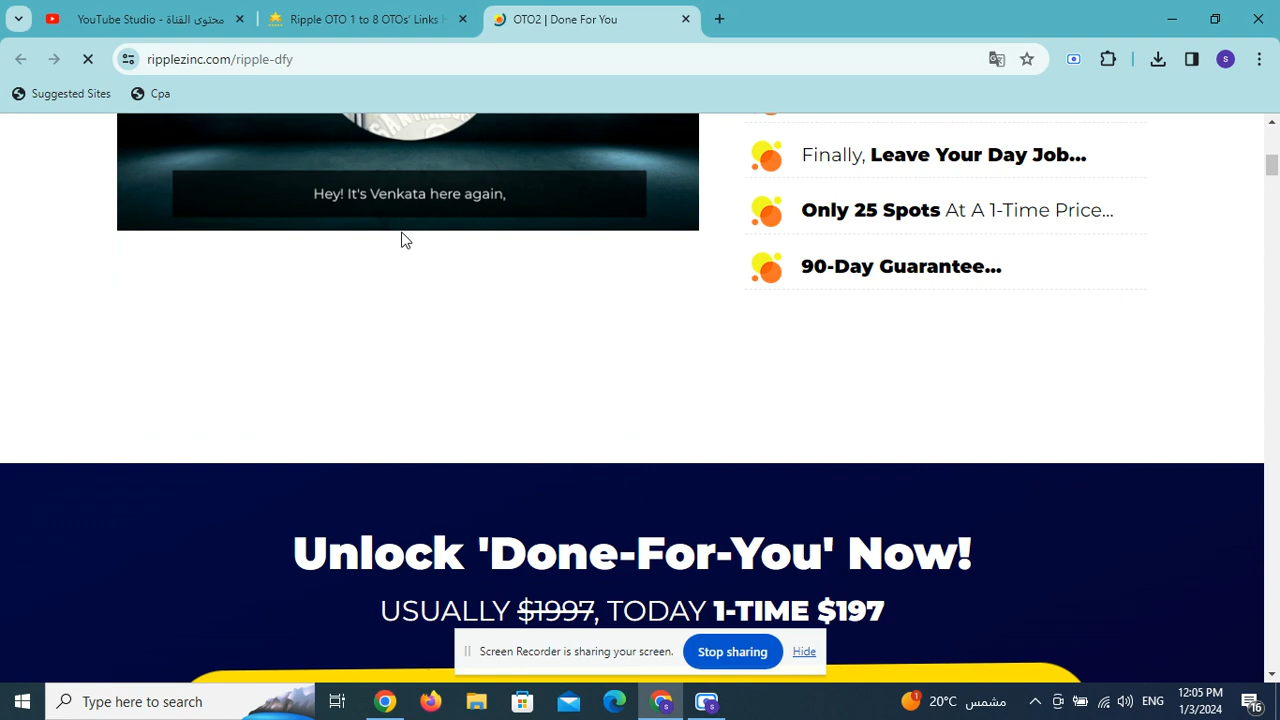 YouTube Studio - محتوى القناة
Ripple OTO 1 to 8 OTOs' Links
OTO2 | Done For You
ripplezinc.com/ripple-dfy
S
Suggested Sites
Cpa
Finally, Leave Your Day Job...
Hey! It's Venkata here again,
Only 25 Spots At A 1-Time Price...
90-Day Guarantee...
Unlock 'Done-For-You' Now!
USUALLY $1997, TODAY 1-TIME $197
Screen Recorder is sharing your screen.
Stop sharing
Hide
Type here to search
1
20°C مشمس
ENG
12:05 PM
1/3/2024
16